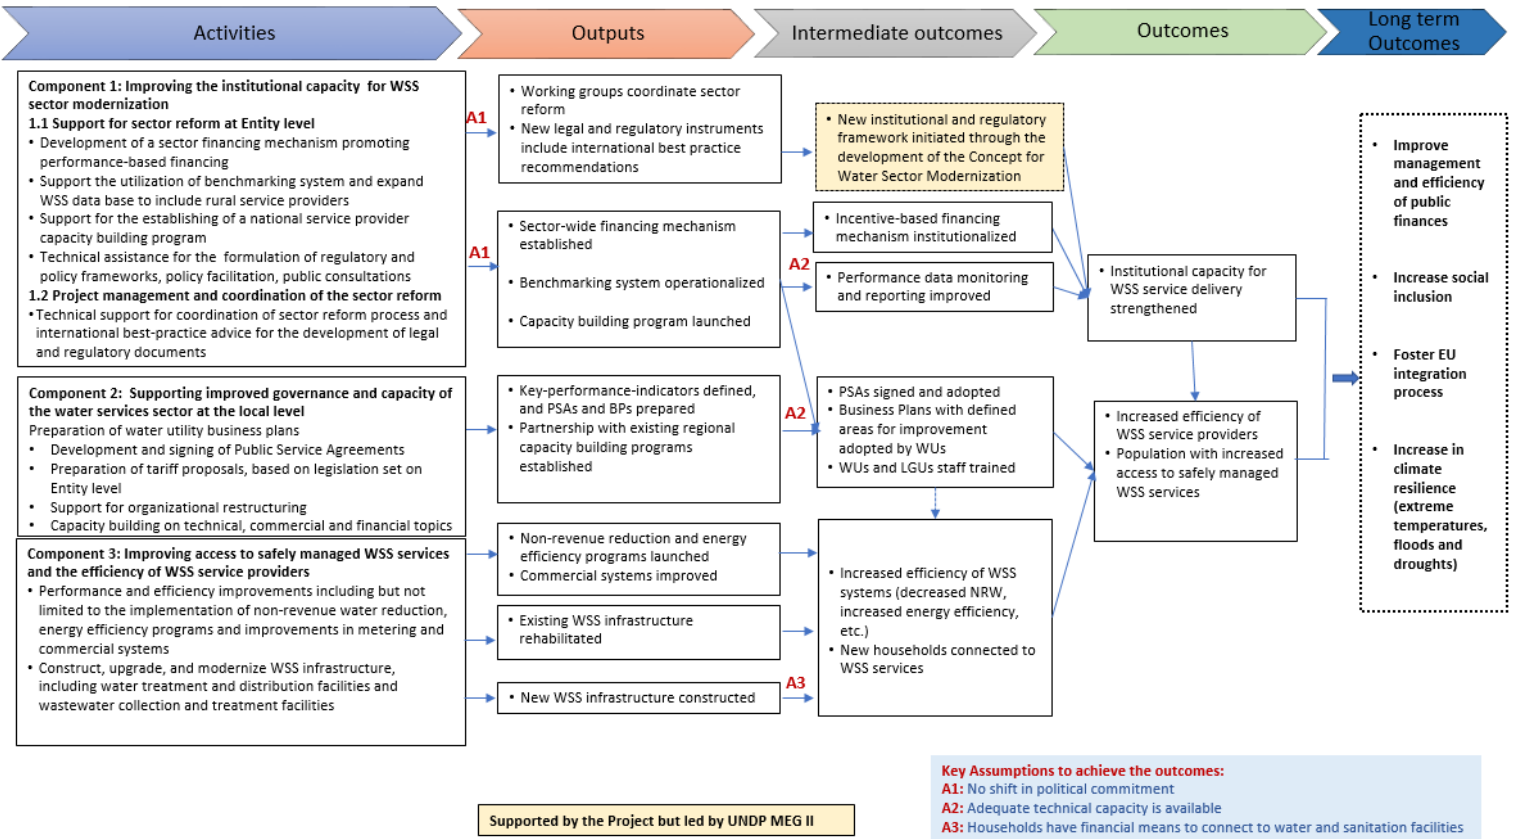 Activities
Outputs
Intermediate outcomes
Outcomes
Long term
Outcomes
Component 1: Improving the institutional capacity for WSS
sector modernization
1.1 Support for sector reform at Entity level
• Development of a sector financing mechanism promoting
performance-based financing
• Support the utilization of benchmarking system and expand
WSS data base to include rural service providers
• Support for the establishing of a national service provider
capacity building program
• Technical assistance for the formulation of regulatory and
policy frameworks, policy facilitation, public consultations
1.2 Project management and coordination of the sector reform
• Technical support for coordination of sector reform process and
international best-practice advice for the development of legal
and regulatory documents
Component 2: Supporting improved governance and capacity of
the water services sector at the local level
Preparation of water utility business plans
• Development and signing of Public Service Agreements
• Preparation of tariff proposals, based on legislation set on
Entity level
• Support for organizational restructuring
• Capacity building on technical, commercial and financial topics
Component 3: Improving access to safely managed WSS services
and the efficiency of WSS service providers
• Performance and efficiency improvements including but not
limited to the implementation of non-revenue water reduction,
energy efficiency programs and improvements in metering and
commercial systems
• Construct, upgrade, and modernize WSS infrastructure,
including water treatment and distribution facilities and
wastewater collection and treatment facilities
A1
A1
• Working groups coordinate sector
reform
• New legal and regulatory instruments
include international best practice
recommendations
• Sector-wide financing mechanism
established
• Benchmarking system operationalized
• Capacity building program launched
• Key-performance-indicators defined,
and PSAs and BPs prepared
• Partnership with existing regional
capacity building programs
established
• Non-revenue reduction and energy
efficiency programs launched
• Commercial systems improved
• Existing WSS infrastructure
rehabilitated
• New WSS infrastructure constructed
A2
A2
A3
• New institutional and regulatory
framework initiated through the
development of the Concept for
Water Sector Modernization
• Incentive-based financing
mechanism institutionalized
• Performance data monitoring
and reporting improved
• PSAs signed and adopted
• Business Plans with defined
areas for improvement
adopted by WUs
• WUs and LGUs staff trained
• Increased efficiency of WSS
systems (decreased NRW,
increased energy efficiency,
etc.)
• New households connected to
WSS services
• Institutional capacity for
WSS service delivery
strengthened
• Increased efficiency of
WSS service providers
• Population with increased
access to safely managed
WSS services
• Improve
management
and efficiency
of public
finances
• Increase social
inclusion
• Foster EU
integration
process
• Increase in
climate
resilience
(extreme
temperatures,
floods and
droughts)
Supported by the Project but led by UNDP MEG II
Key Assumptions to achieve the outcomes:
A1: No shift in political commitment
A2: Adequate technical capacity is available
A3: Households have financial means to connect to water and sanitation facilities